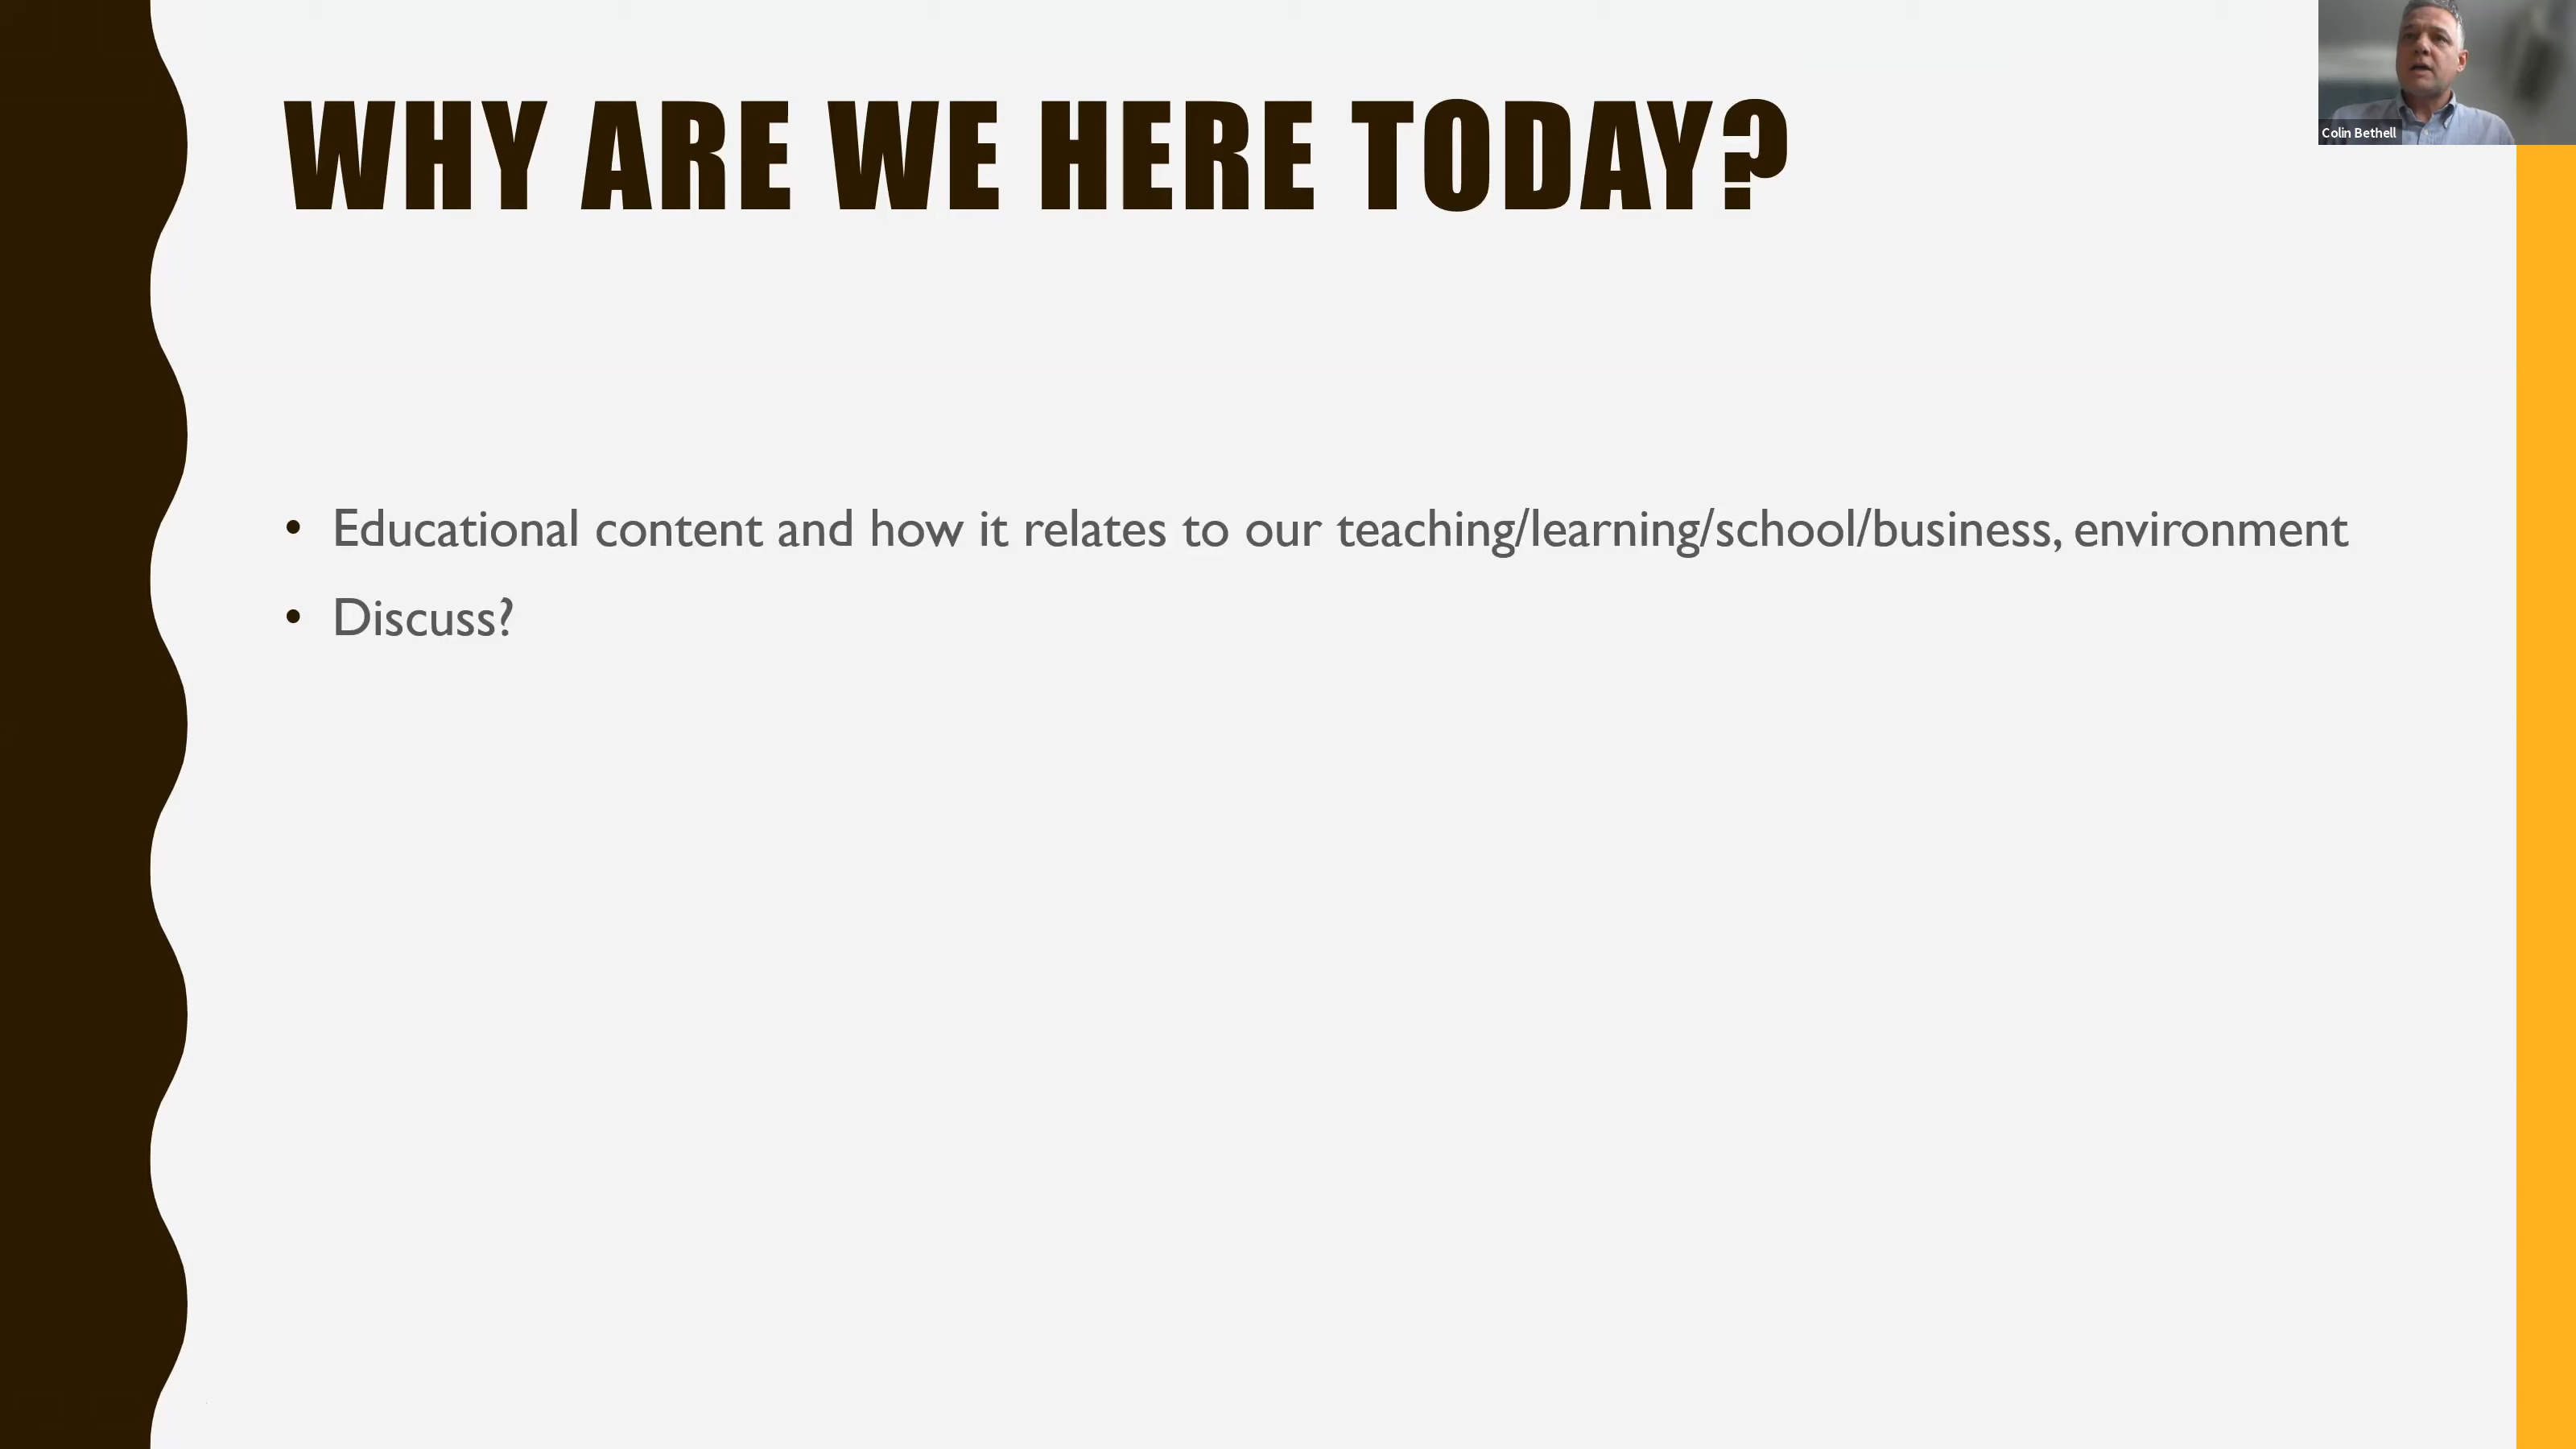 WHY ARE WE HERE TODAY?
Colin Bethell
• Educational content and how it relates to our teaching/learning/school/business, environment
• Discuss?